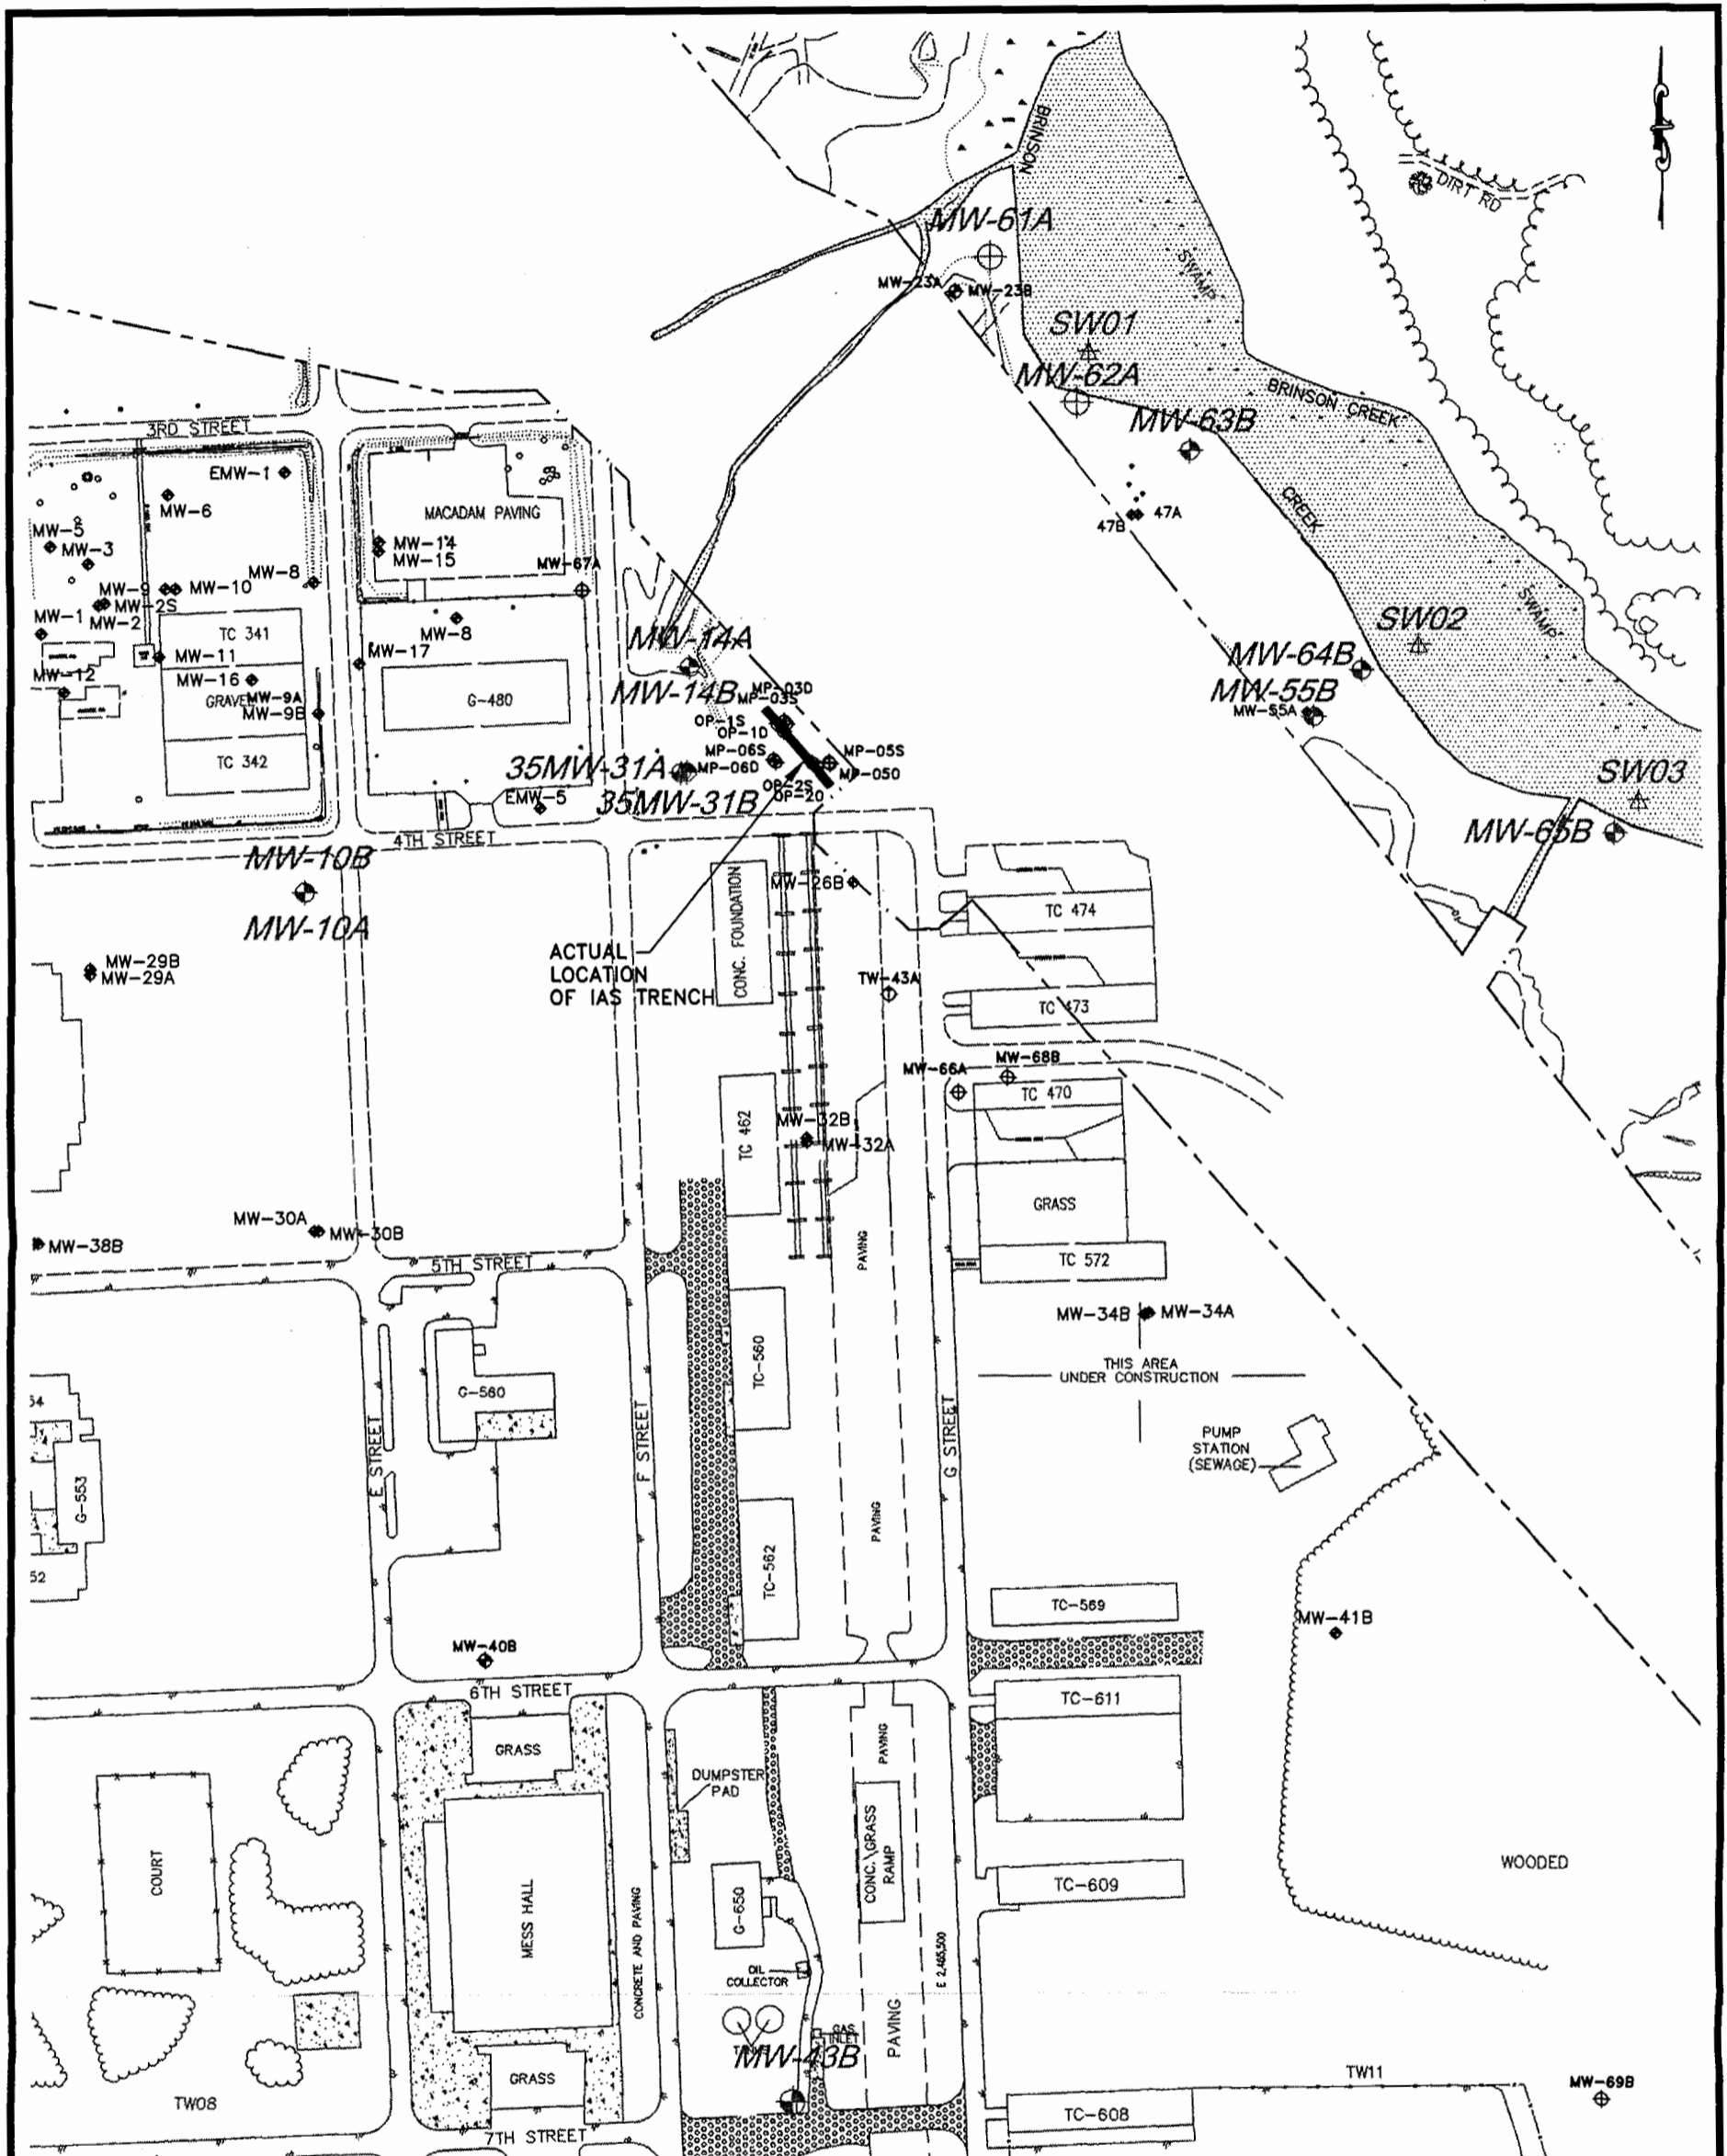 BRINSON
MW-61A
DIRT RD
MW-23A
MW-23B
SWAMP
SW01
MW-62A
BRINSON CREEK
MW-63B
3RD STREET
EMW-1
MW-6
MACADAM PAVING
CREEK
47B
47A
MW-5
MW-3
MW-14
MW-15
MW-67A
MW-8
MW-9
MW-10
MW-2S
MW-2
MW-1
TC 341
MW-8
MW-14A
SW02
SWAMP
MW-11
MW-17
MW-64B
MW-12
MW-16
GRAVEL
MW-9A
MW-9B
G-480
MW-14B
MP-03D
MP-03S
MW-55B
MW-55A
OP-1S
OP-1D
TC 342
MP-06S
MP-06D
MP-05S
MP-05D
35MW-31A
OP-2S
OP-2D
SW03
EMW-5
35MW-31B
MW-65B
4TH STREET
MW-10B
MW-10A
CONC. FOUNDATION
MW-26B
TC 474
ACTUAL
LOCATION
OF IAS TRENCH
MW-29B
MW-29A
TW-43A
TC 473
MW-66A
MW-68B
TC 470
TC 462
MW-32B
MW-32A
GRASS
MW-30A
MW-30B
MW-38B
5TH STREET
PAVING
TC 572
MW-34B
MW-34A
THIS AREA
UNDER CONSTRUCTION
G-560
TC-560
54
PUMP
STATION
(SEWAGE)
E STREET
F STREET
G STREET
G-553
PAVING
TC-562
52
TC-569
MW-41B
MW-40B
6TH STREET
TC-611
GRASS
PAVING
DUMPSTER
PAD
COURT
MESS HALL
CONC.\GRASS
RAMP
WOODED
TC-609
G-650
CONCRETE AND PAVING
OIL
COLLECTOR
E 2,465,500
GAS
INLET
PAVING
MW-43B
GRASS
TW08
TW11
MW-69B
TC-608
7TH STREET